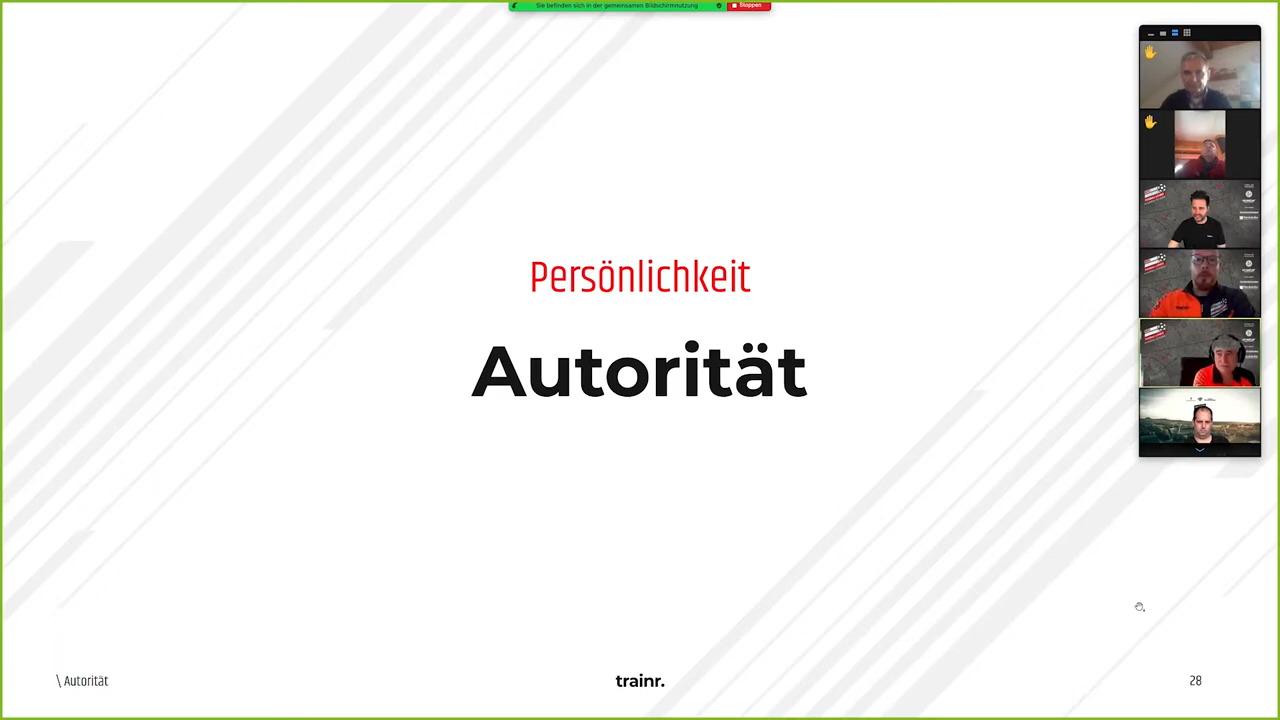 Sie befinden sich in der gemeinsamen Bildschirmnutzung
Stoppen
Persönlichkeit
Autorität
\ Autorität
trainr.
28